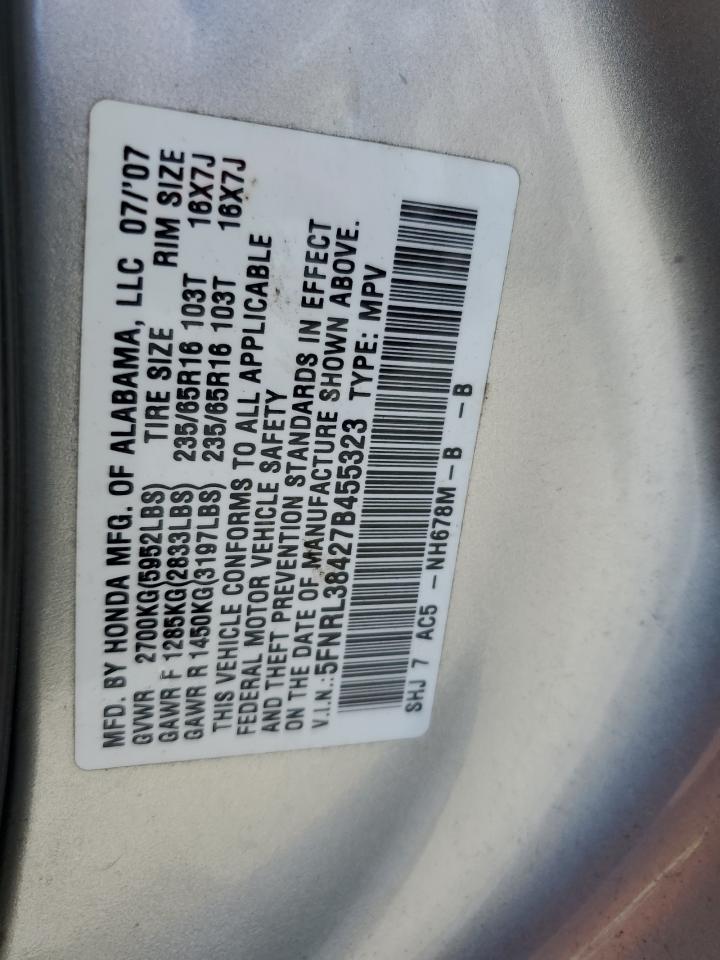 MFD. BY HONDA MFG. OF ALABAMA, LLC 07/'07
GVWR 2700KG(5952LBS) TIRE SIZE RIM SIZE
GAWR F 1285KG(2833LBS) 235/65R16 103T 16X7J
GAWR R 1450KG(3197LBS) 235/65R16 103T 16X7J
THIS VEHICLE CONFORMS TO ALL APPLICABLE
FEDERAL MOTOR VEHICLE SAFETY
AND THEFT PREVENTION STANDARDS IN EFFECT
ON THE DATE OF MANUFACTURE SHOWN ABOVE.
V.I.N.:5FNRL38427B455323 TYPE: MPV
SHJ 7 AC5 -NH678M-B -B